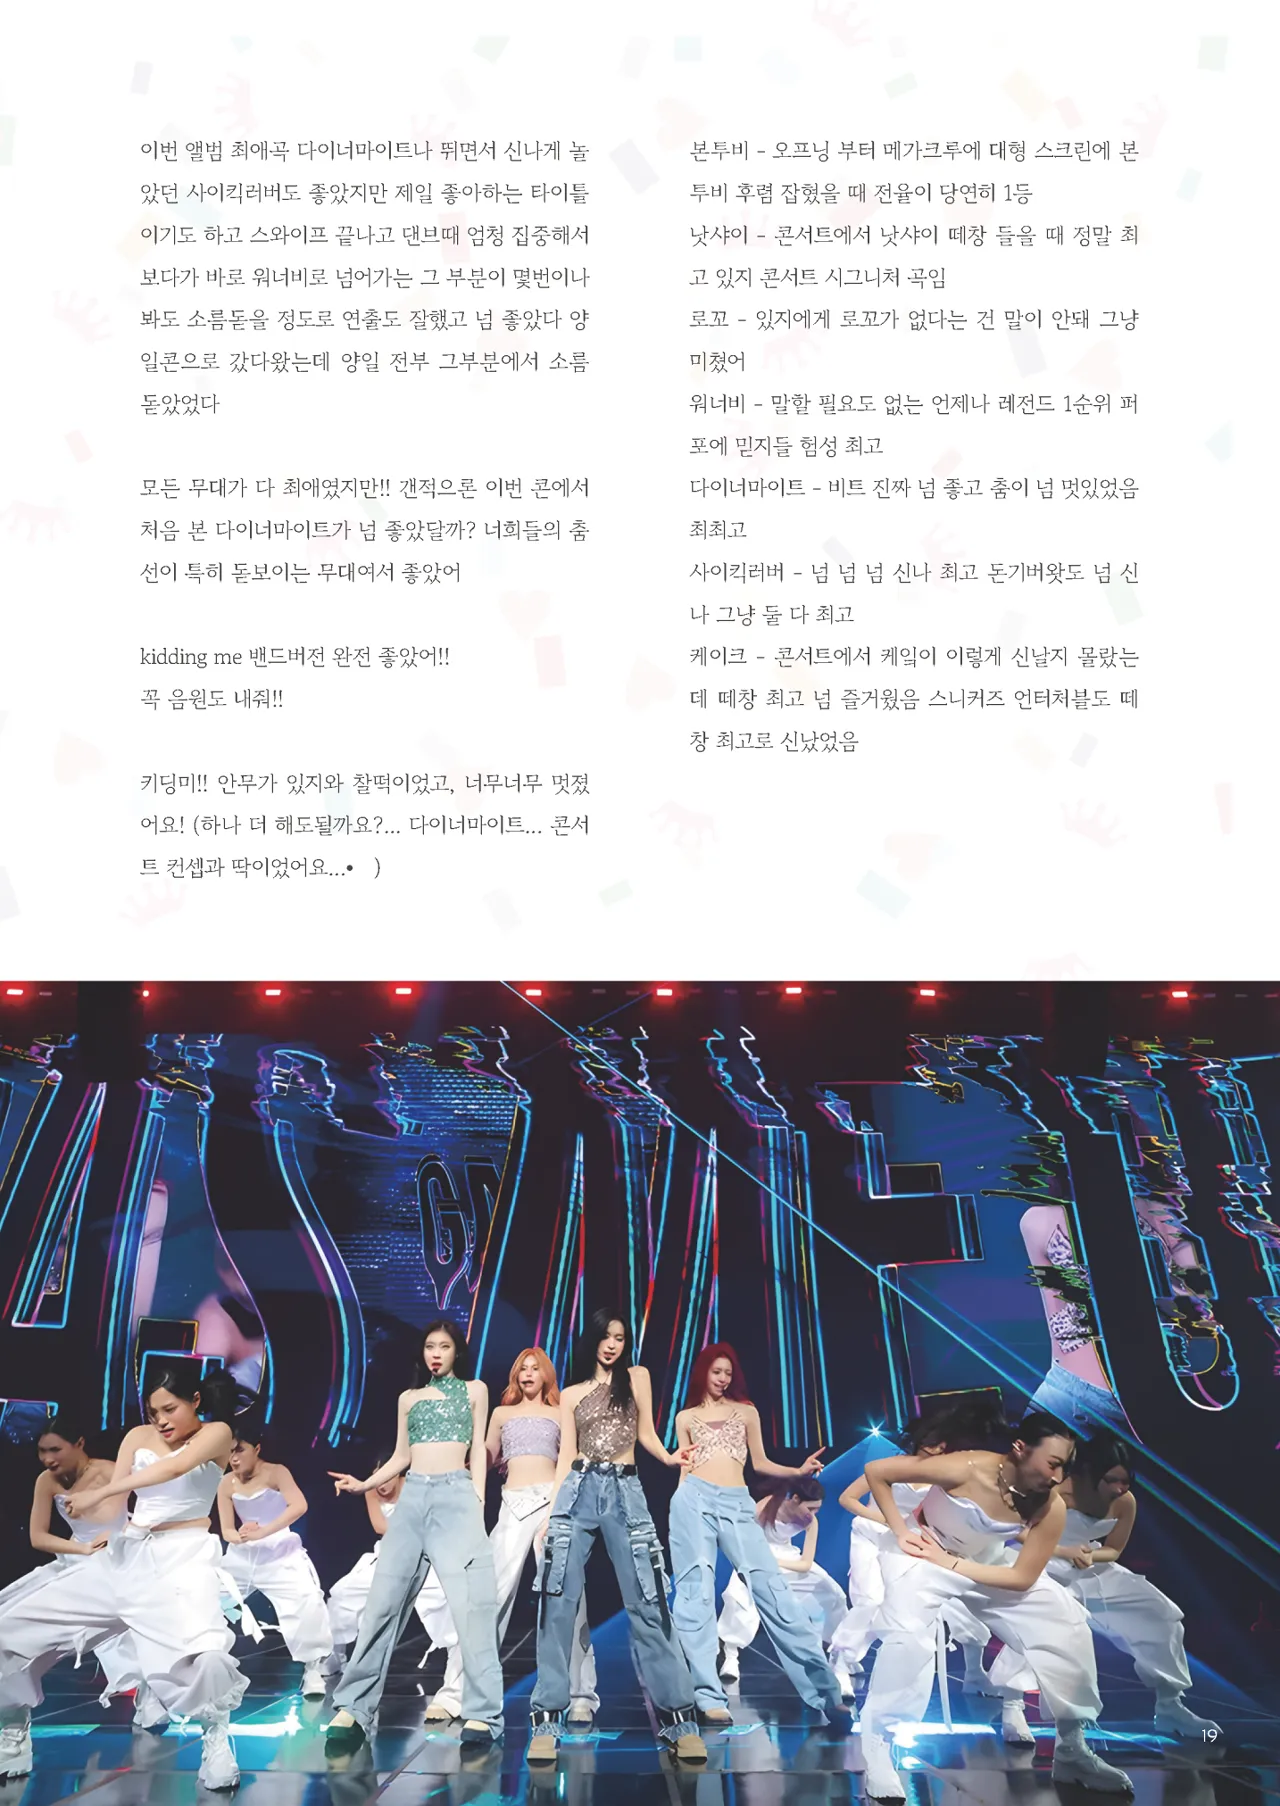 이번 앨범 최애곡 다이너마이트나 뛰면서 신나게 놀
았던 사이킥러버도 좋았지만 제일 좋아하는 타이틀
이기도 하고 스와이프 끝나고 댄브때 엄청 집중해서
보다가 바로 워너비로 넘어가는 그 부분이 몇번이나
봐도 소름돋을 정도로 연출도 잘했고 넘 좋았다 양
일콘으로 갔다왔는데 양일 전부 그부분에서 소름
돋았었다
모든 무대가 다 최애였지만!! 갠적으론 이번 콘에서
처음 본 다이너마이트가 넘 좋았달까? 너희들의 춤
선이 특히 돋보이는 무대여서 좋았어
kidding me 밴드버전 완전 좋았어!!
꼭 음원도 내줘!!
키딩미!! 안무가 있지와 찰떡이었고, 너무너무 멋졌
어요! (하나 더 해도될까요?... 다이너마이트... 콘서
트 컨셉과 딱이었어요...• )
본투비 - 오프닝 부터 메가크루에 대형 스크린에 본
투비 후렴 잡혔을 때 전율이 당연히 1등
낫샤이 - 콘서트에서 낫샤이 떼창 들을 때 정말 최
고 있지 콘서트 시그니처 곡임
로꼬 - 있지에게 로꼬가 없다는 건 말이 안돼 그냥
미쳤어
워너비 - 말할 필요도 없는 언제나 레전드 1순위 퍼
포에 믿지들 험성 최고
다이너마이트 - 비트 진짜 넘 좋고 춤이 넘 멋있었음
최최고
사이킥러버 - 넘 넘 넘 신나 최고 돈기버왓도 넘 신
나 그냥 둘 다 최고
케이크 - 콘서트에서 케잌이 이렇게 신날지 몰랐는
데 떼창 최고 넘 즐거웠음 스니커즈 언터처블도 떼
창 최고로 신났었음
19